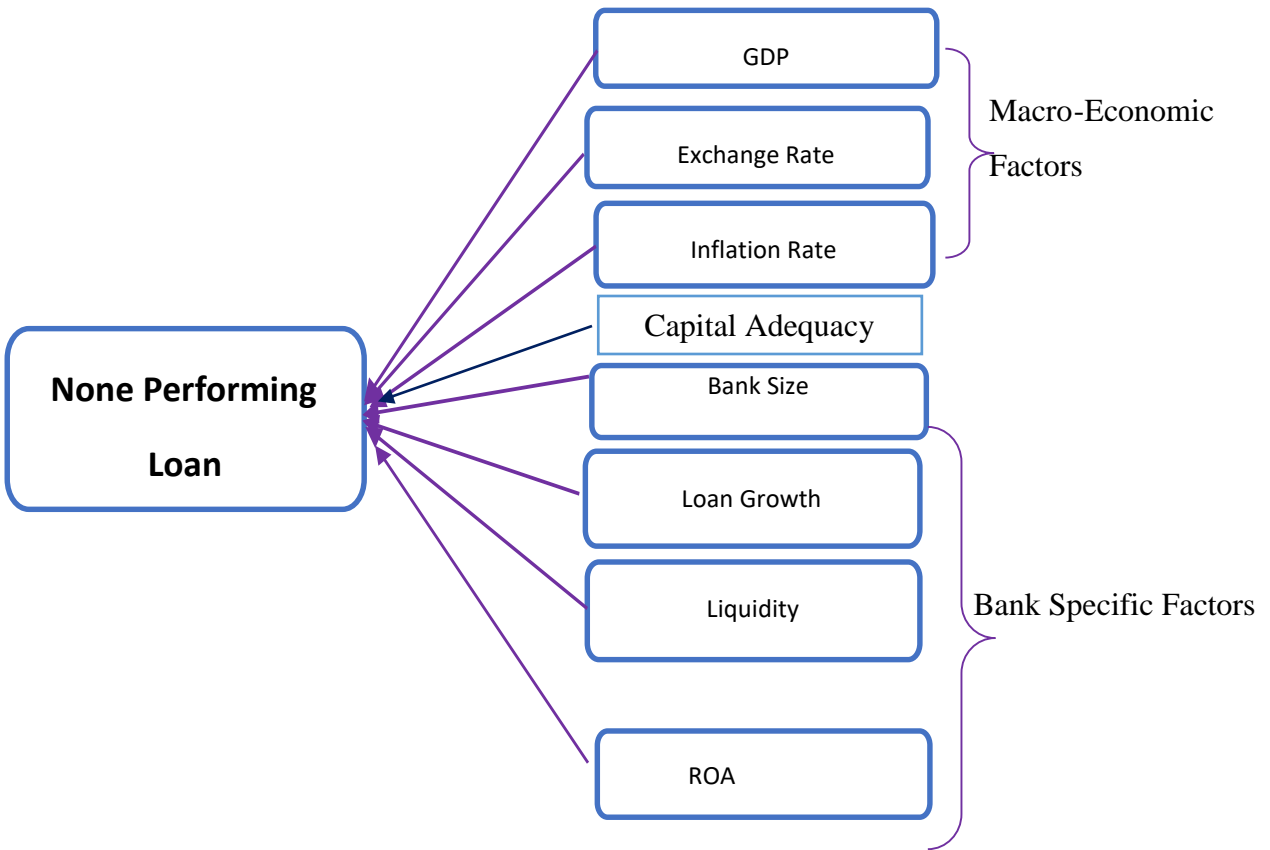 GDP
Macro-Economic
Factors
Exchange Rate
Inflation Rate
Capital Adequacy
None Performing
Loan
Bank Size
Loan Growth
Liquidity
Bank Specific Factors
ROA